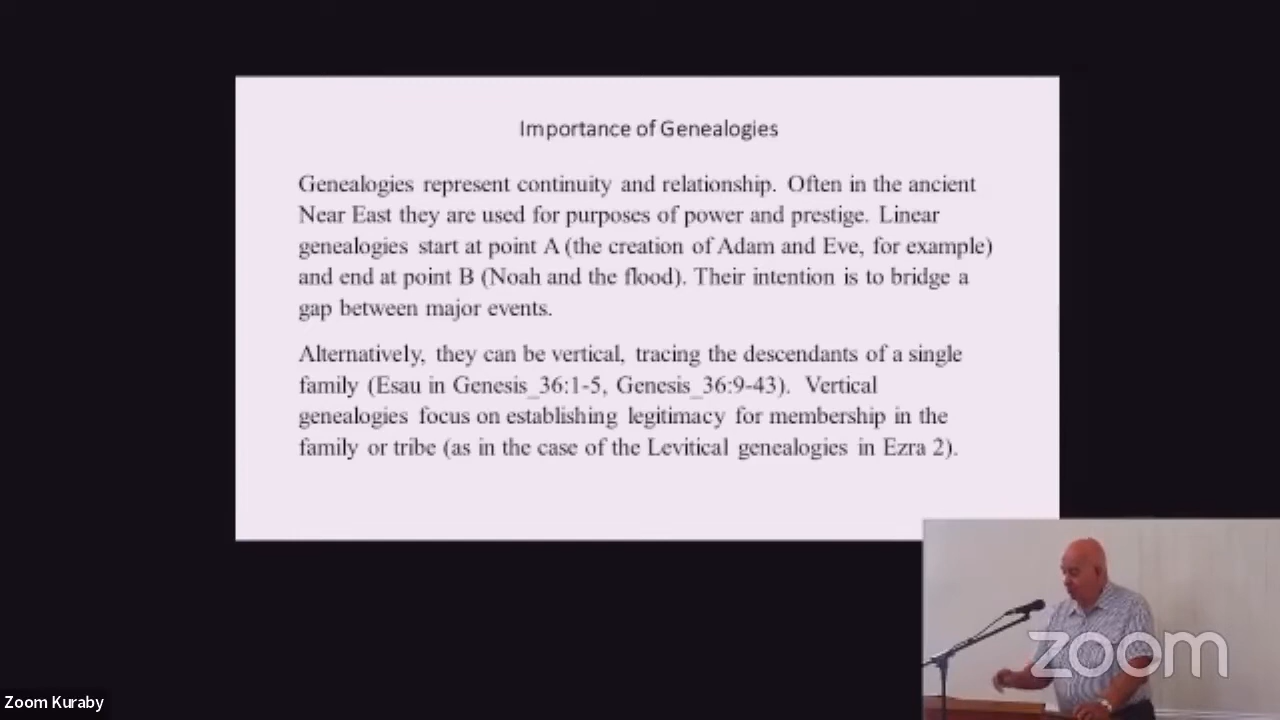 Importance of Genealogies
Genealogies represent continuity and relationship. Often in the ancient
Near East they are used for purposes of power and prestige. Linear
genealogies start at point A (the creation of Adam and Eve, for example)
and end at point B (Noah and the flood). Their intention is to bridge a
gap between major events.
Alternatively, they can be vertical, tracing the descendants of a single
family (Esau in Genesis_36:1-5, Genesis_36:9-43). Vertical
genealogies focus on establishing legitimacy for membership in the
family or tribe (as in the case of the Levitical genealogies in Ezra 2).
zoom
Zoom Kuraby